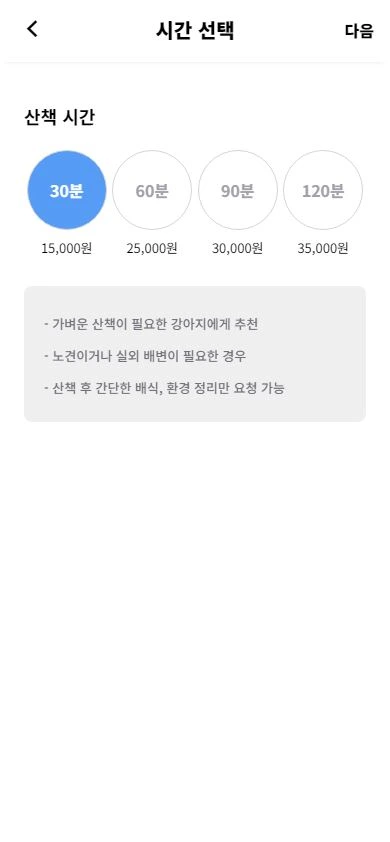 시간 선택 다음
산책 시간
30분 60분 90분 120분
15,000원 25,000원 30,000원 35,000원
- 가벼운 산책이 필요한 강아지에게 추천
- 노견이거나 실외 배변이 필요한 경우
- 산책 후 간단한 배식, 환경 정리만 요청 가능